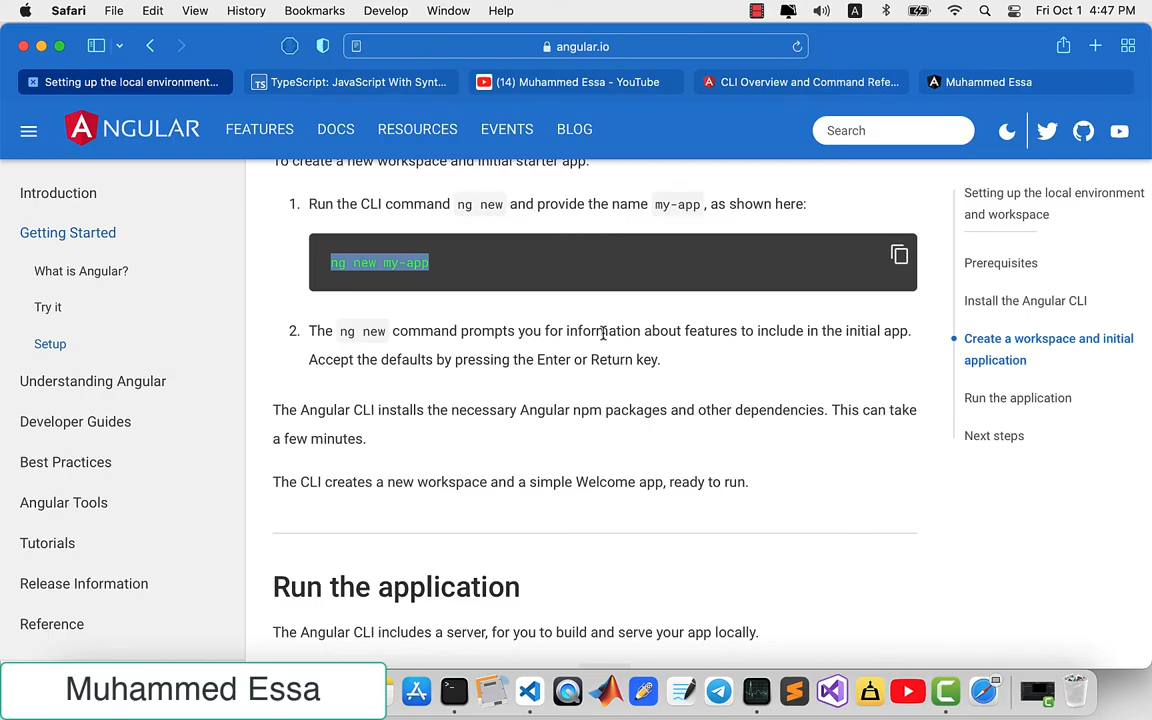 Safari File Edit View History Bookmarks Develop Window Help
A
Fri Oct 1 4:47 PM
angular.io
Setting up the local environment...
TS TypeScript: JavaScript With Synt...
(14) Muhammed Essa - YouTube
CLI Overview and Command Refe...
Muhammed Essa
ANGULAR
FEATURES DOCS RESOURCES EVENTS BLOG
Search
Introduction
Getting Started
What is Angular?
Try it
Setup
Understanding Angular
Developer Guides
Best Practices
Angular Tools
Tutorials
Release Information
Reference
To create a new workspace and initial starter app:
1. Run the CLI command ng new and provide the name my-app, as shown here:
ng new my-app
2. The ng new command prompts you for information about features to include in the initial app.
Accept the defaults by pressing the Enter or Return key.
The Angular CLI installs the necessary Angular npm packages and other dependencies. This can take
a few minutes.
The CLI creates a new workspace and a simple Welcome app, ready to run.
Run the application
The Angular CLI includes a server, for you to build and serve your app locally.
Setting up the local environment
and workspace
Prerequisites
Install the Angular CLI
Create a workspace and initial
application
Run the application
Next steps
Muhammed Essa